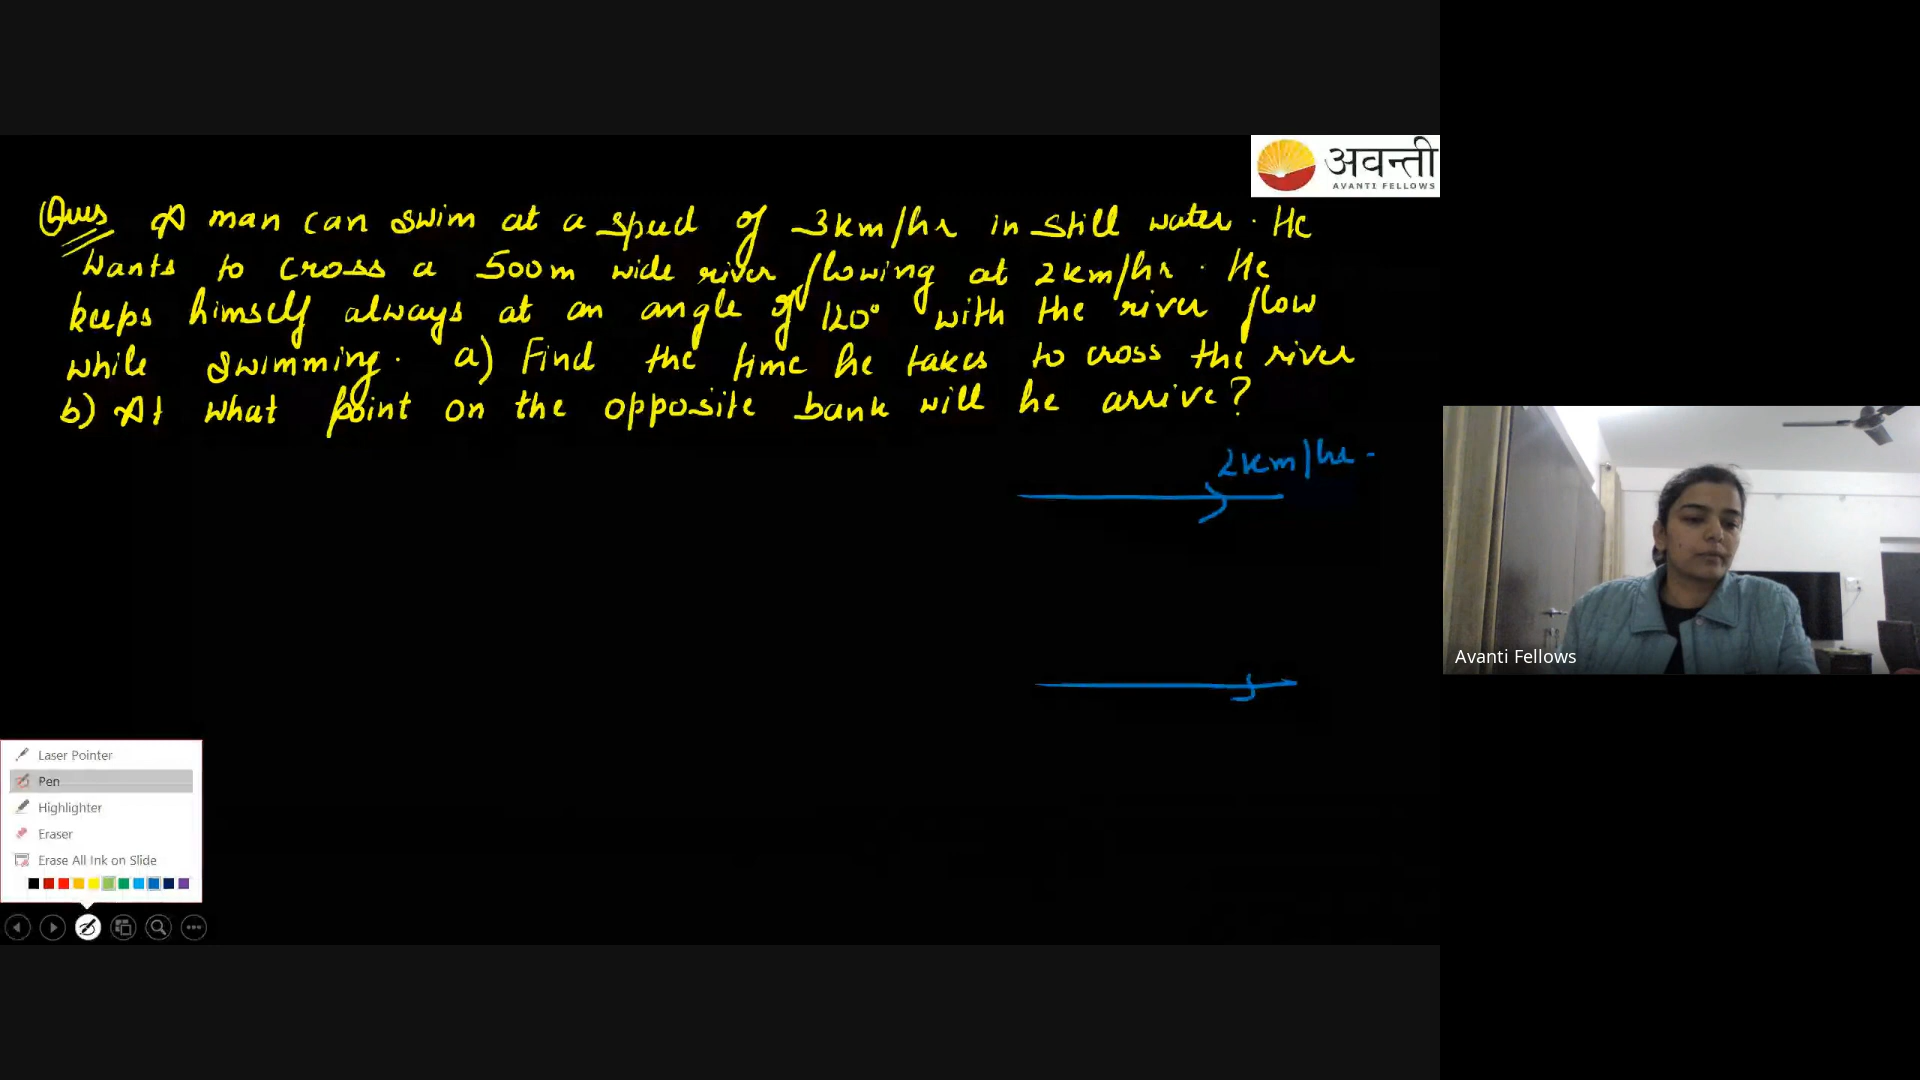 अवन्ती
AVANTI FELLOWS
Ques A man can swim at a speed of 3km/hr in still water. He
wants to cross a 500m wide river flowing at 2km/hr. He
keeps himself always at an angle of 120° with the river flow
while swimming. a) Find the time he takes to cross the river
b) At what point on the opposite bank will he arrive?
2km/hr.
Avanti Fellows
Laser Pointer
Pen
Highlighter
Eraser
Erase All Ink on Slide